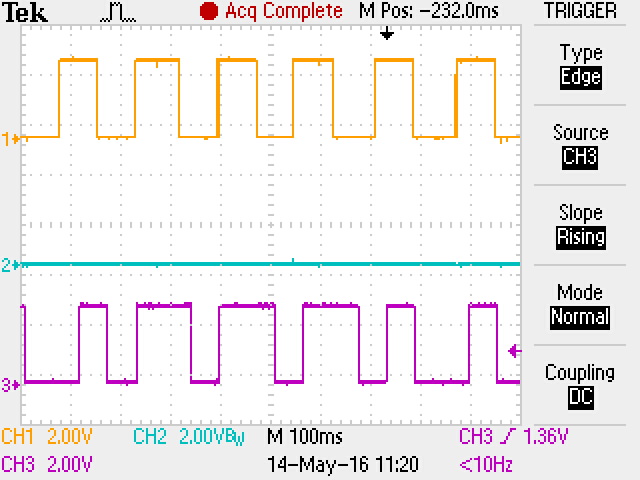 Tek Acq Complete M Pos: -232.0ms TRIGGER
Type
Edge
Source
CH3
Slope
Rising
Mode
Normal
Coupling
DC
1
2
3
CH1 2.00V CH2 2.00VBW M 100ms CH3 1.36V
CH3 2.00V 14-May-16 11:20 <10Hz